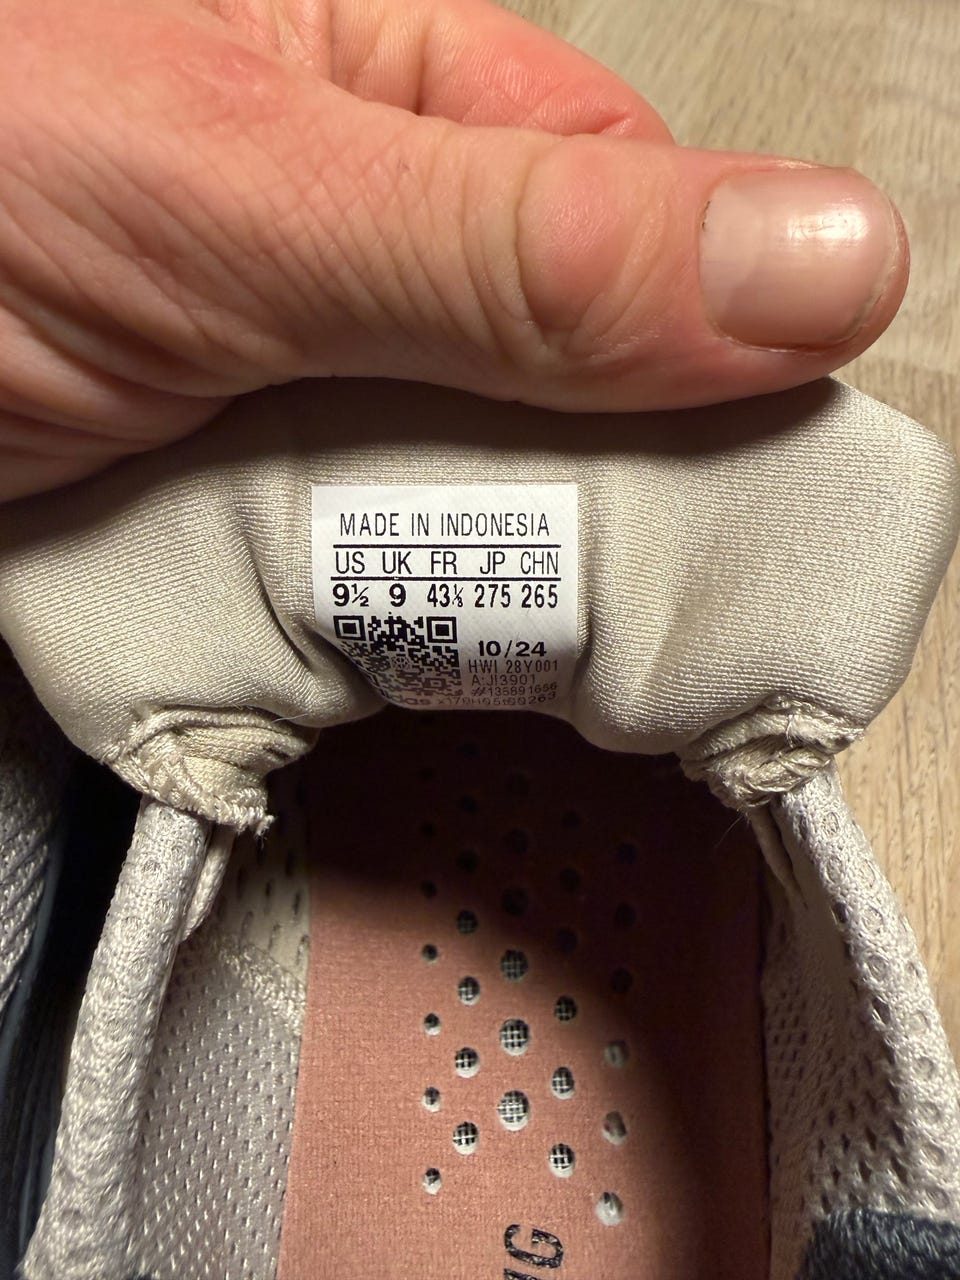 MADE IN INDONESIA
US UK FR JP CHN
9½ 9 43⅓ 275 265
10/24
HWI 28Y001
A:JI3901
#135891656